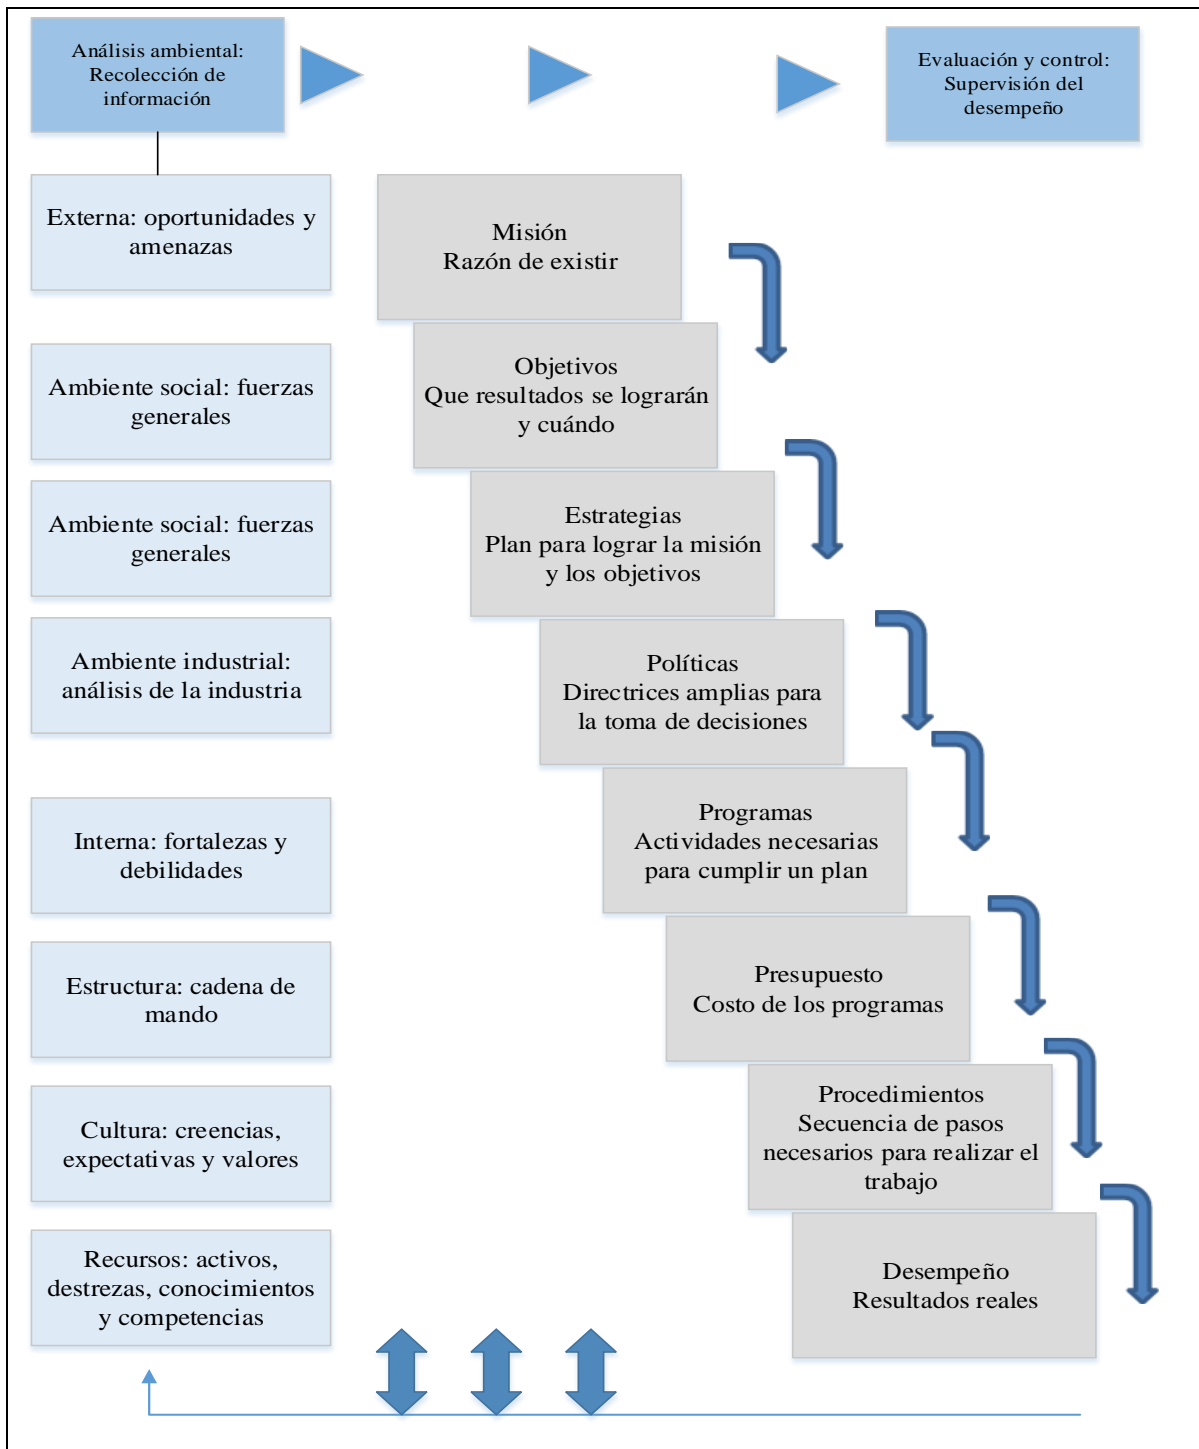 Análisis ambiental:
Recolección de
información
Evaluación y control:
Supervisión del
desempeño
Externa: oportunidades y
amenazas
Ambiente social: fuerzas
generales
Ambiente social: fuerzas
generales
Ambiente industrial:
análisis de la industria
Interna: fortalezas y
debilidades
Estructura: cadena de
mando
Cultura: creencias,
expectativas y valores
Recursos: activos,
destrezas, conocimientos
y competencias
Misión
Razón de existir
Objetivos
Que resultados se lograrán
y cuándo
Estrategias
Plan para lograr la misión
y los objetivos
Políticas
Directrices amplias para
la toma de decisiones
Programas
Actividades necesarias
para cumplir un plan
Presupuesto
Costo de los programas
Procedimientos
Secuencia de pasos
necesarios para realizar el
trabajo
Desempeño
Resultados reales